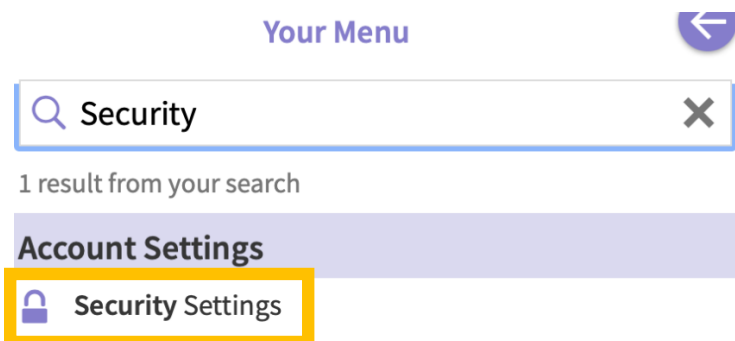 Your Menu
Security
1 result from your search
Account Settings
Security Settings